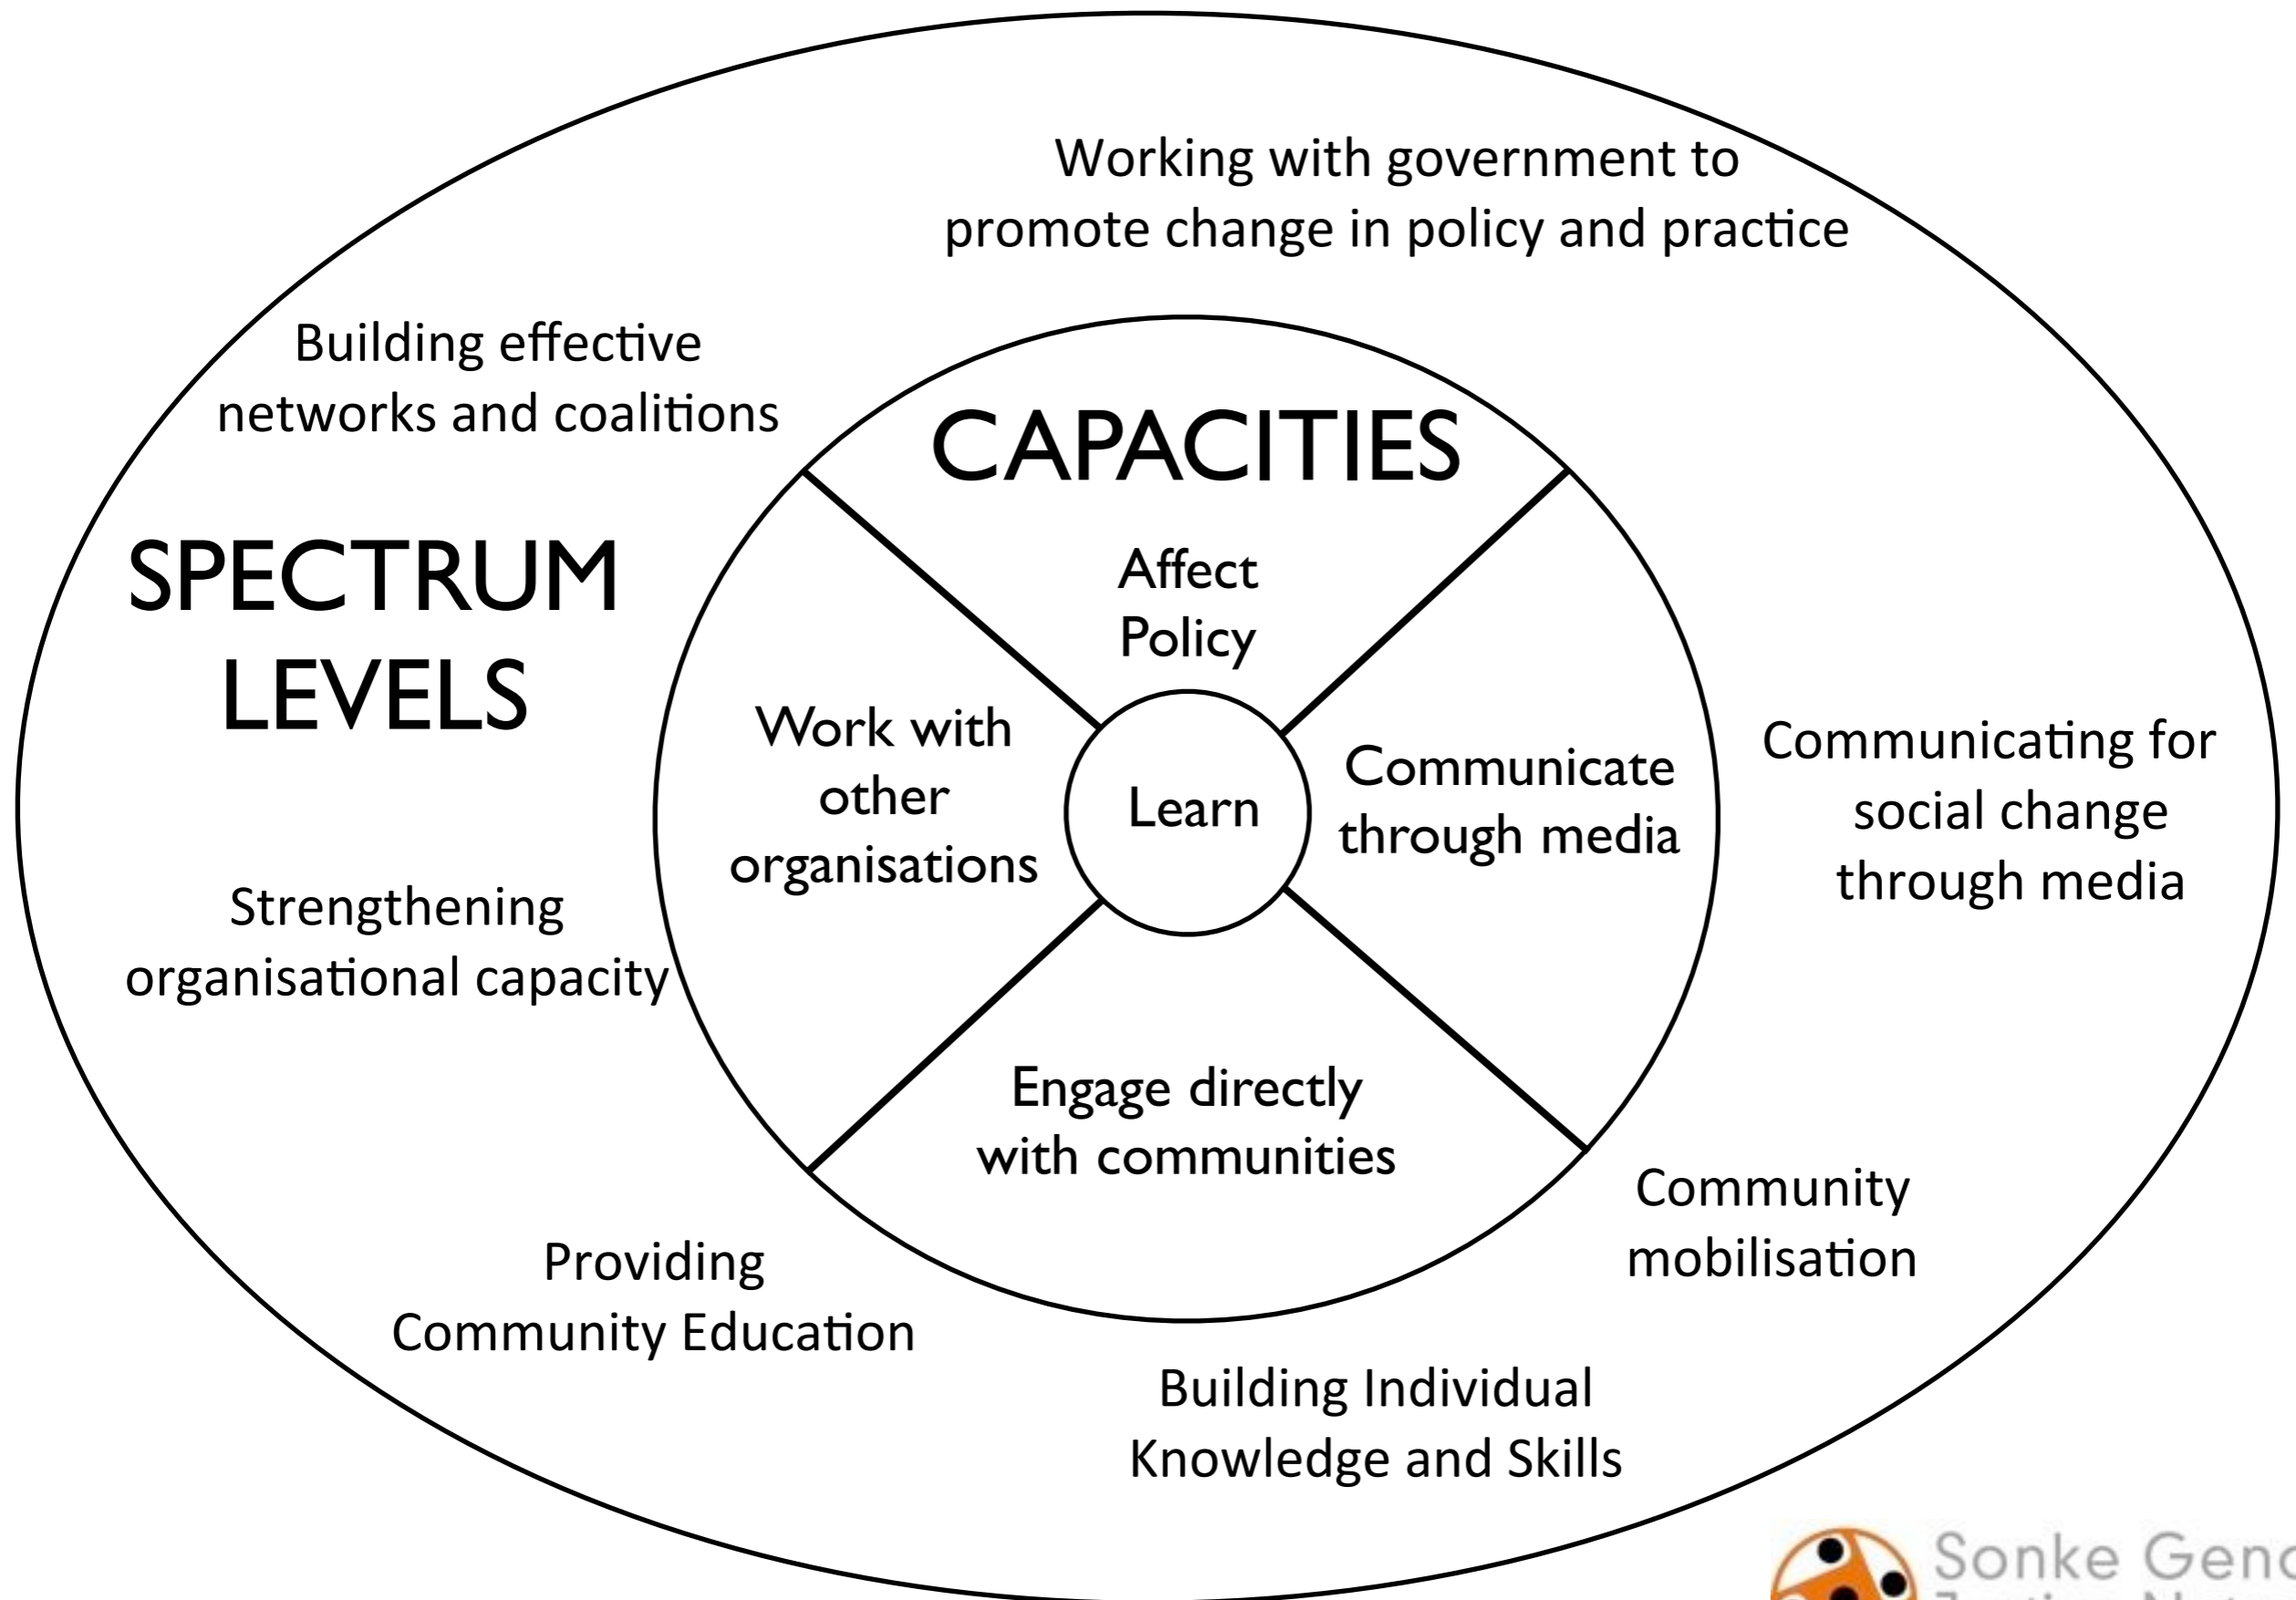 Working with government to
promote change in policy and practice
Building effective
networks and coalitions
CAPACITIES
SPECTRUM
LEVELS
Affect
Policy
Work with
other
organisations
Learn
Communicate
through media
Communicating for
social change
through media
Strengthening
organisational capacity
Engage directly
with communities
Community
mobilisation
Providing
Community Education
Building Individual
Knowledge and Skills
Sonke